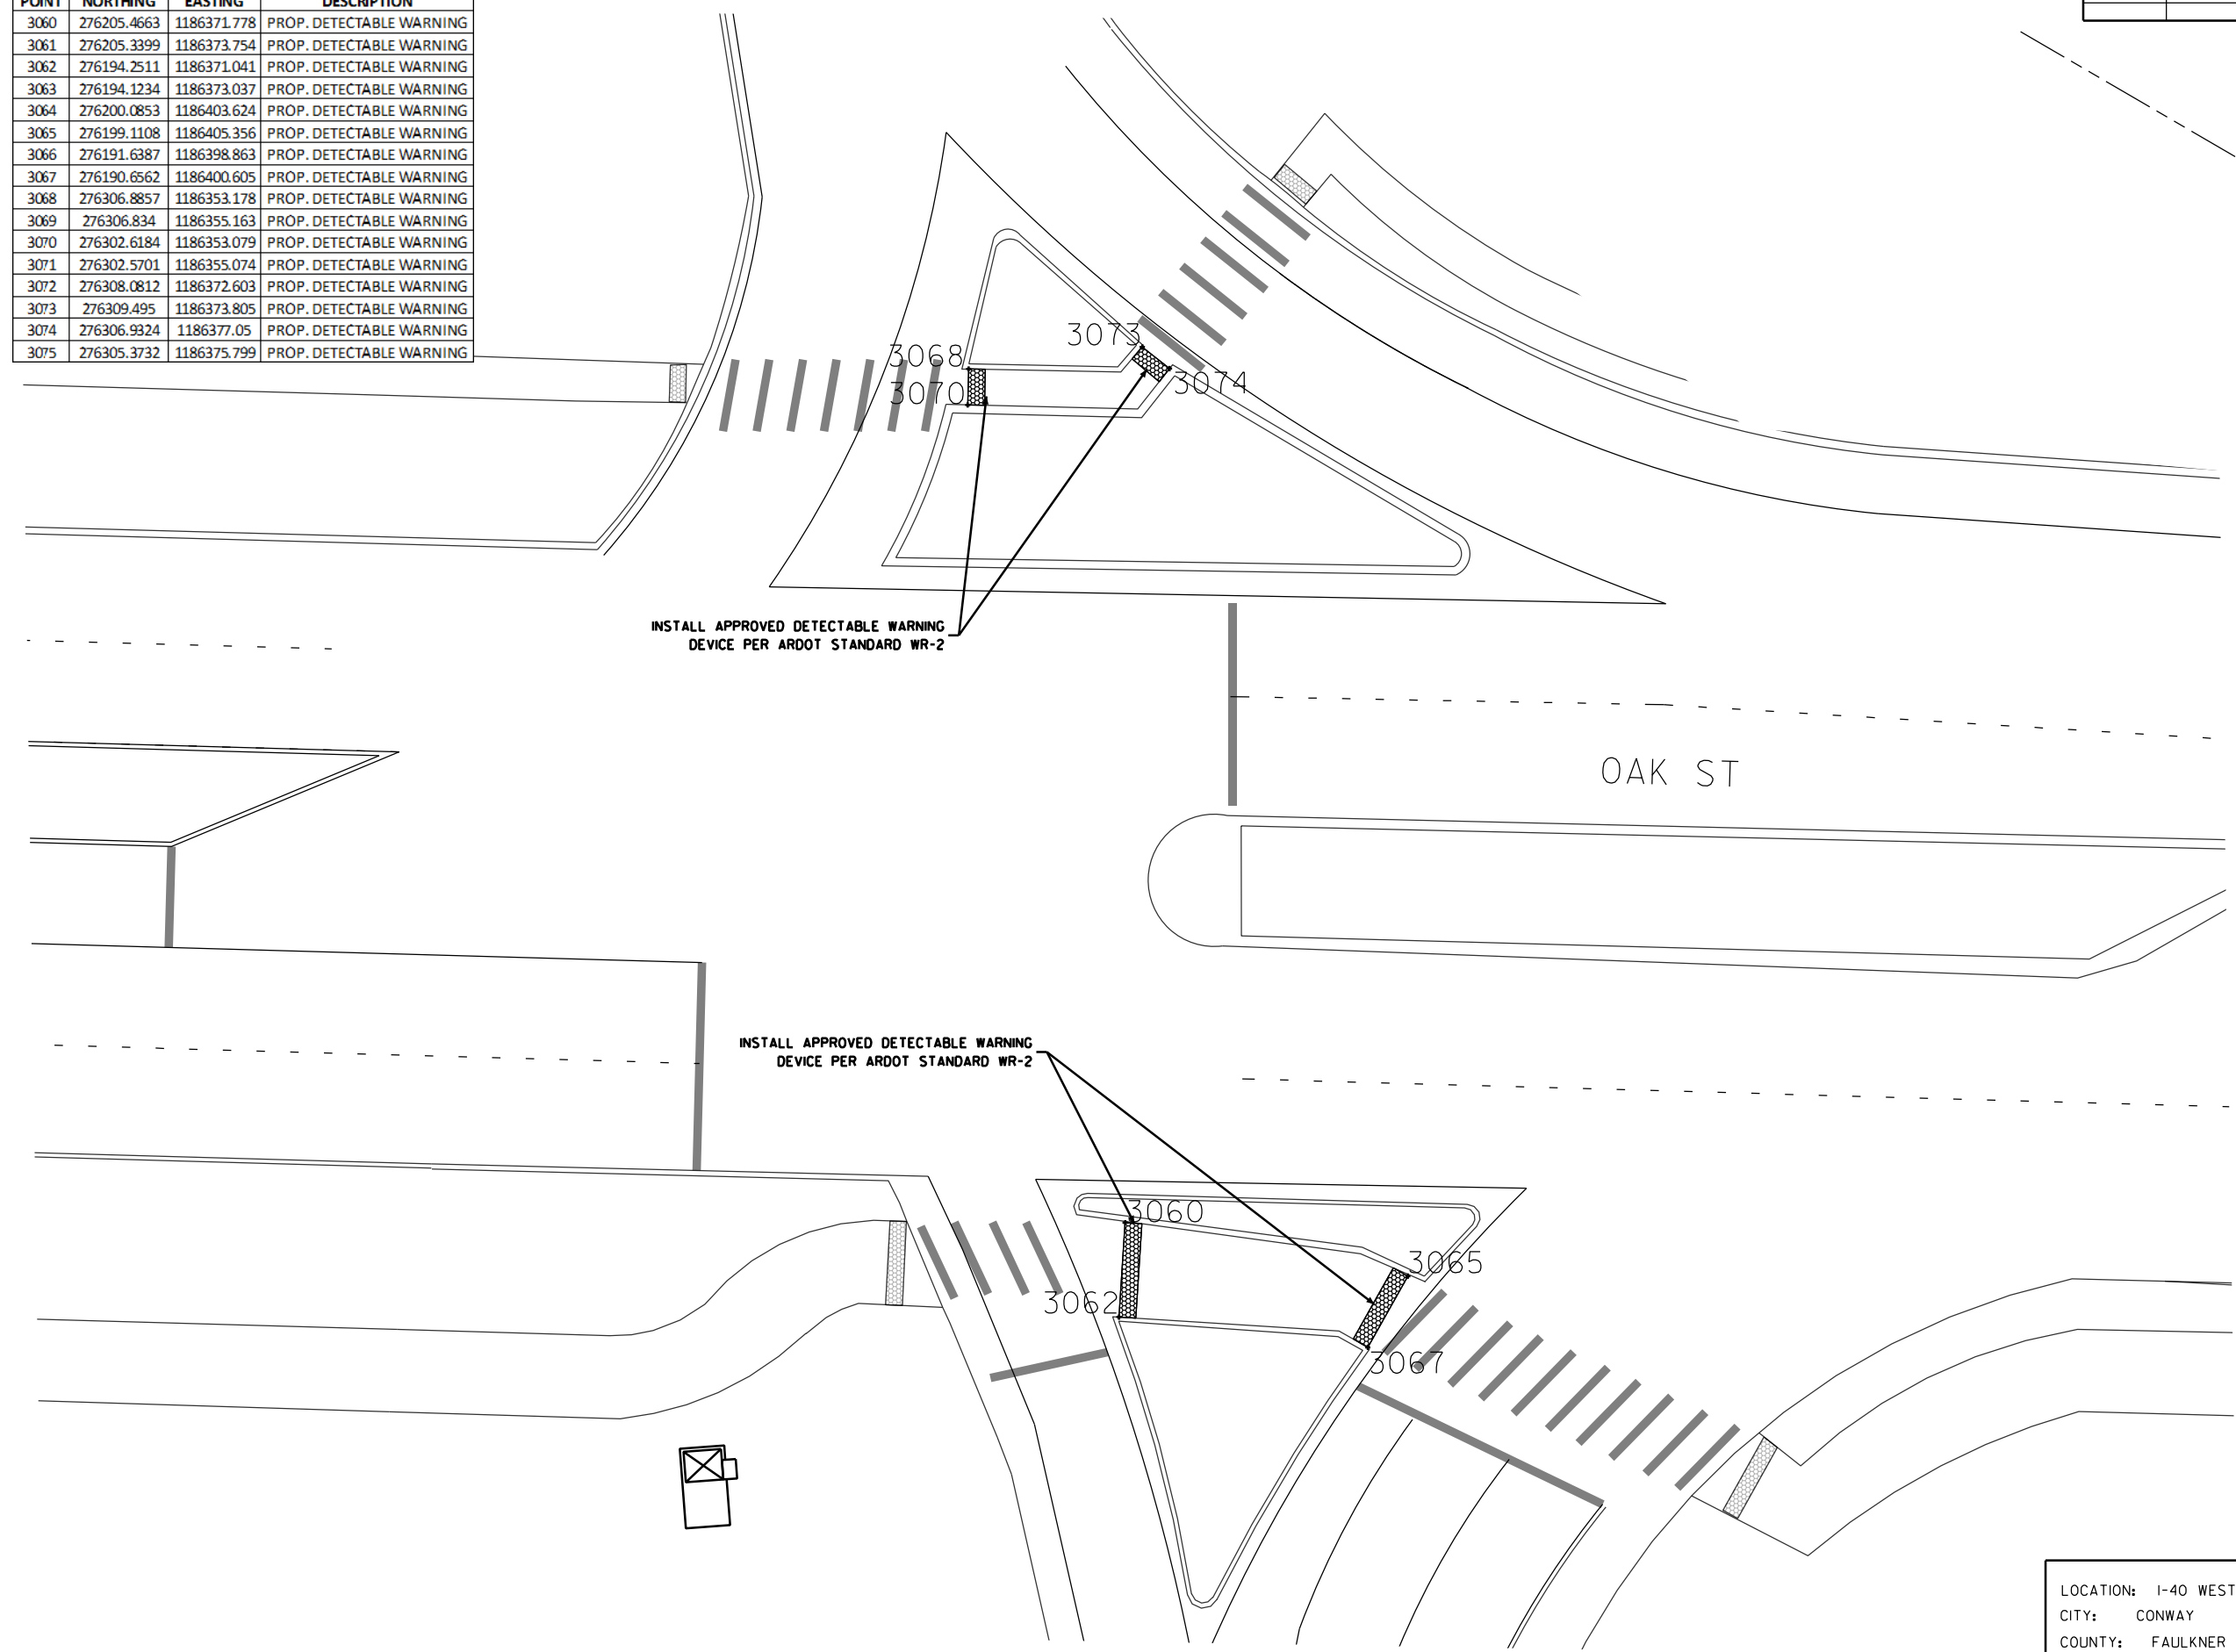 POINT NORTHING EASTING DESCRIPTION
3060 276205.4663 1186371.778 PROP. DETECTABLE WARNING
3061 276205.3399 1186373.754 PROP. DETECTABLE WARNING
3062 276194.2511 1186371.041 PROP. DETECTABLE WARNING
3063 276194.1234 1186373.037 PROP. DETECTABLE WARNING
3064 276200.0853 1186403.624 PROP. DETECTABLE WARNING
3065 276199.1108 1186405.356 PROP. DETECTABLE WARNING
3066 276191.6387 1186398.863 PROP. DETECTABLE WARNING
3067 276190.6562 1186400.605 PROP. DETECTABLE WARNING
3068 276306.8857 1186353.178 PROP. DETECTABLE WARNING
3069 276306.834 1186355.163 PROP. DETECTABLE WARNING
3070 276302.6184 1186353.079 PROP. DETECTABLE WARNING
3071 276302.5701 1186355.074 PROP. DETECTABLE WARNING
3072 276308.0812 1186372.603 PROP. DETECTABLE WARNING
3073 276309.495 1186373.805 PROP. DETECTABLE WARNING
3074 276306.9324 1186377.05 PROP. DETECTABLE WARNING
3075 276305.3732 1186375.799 PROP. DETECTABLE WARNING
3073
3068
3074
3070
INSTALL APPROVED DETECTABLE WARNING
DEVICE PER ARDOT STANDARD WR-2
OAK ST
INSTALL APPROVED DETECTABLE WARNING
DEVICE PER ARDOT STANDARD WR-2
3060
3065
3062
3067
LOCATION: I-40 WEST
CITY: CONWAY
COUNTY: FAULKNER